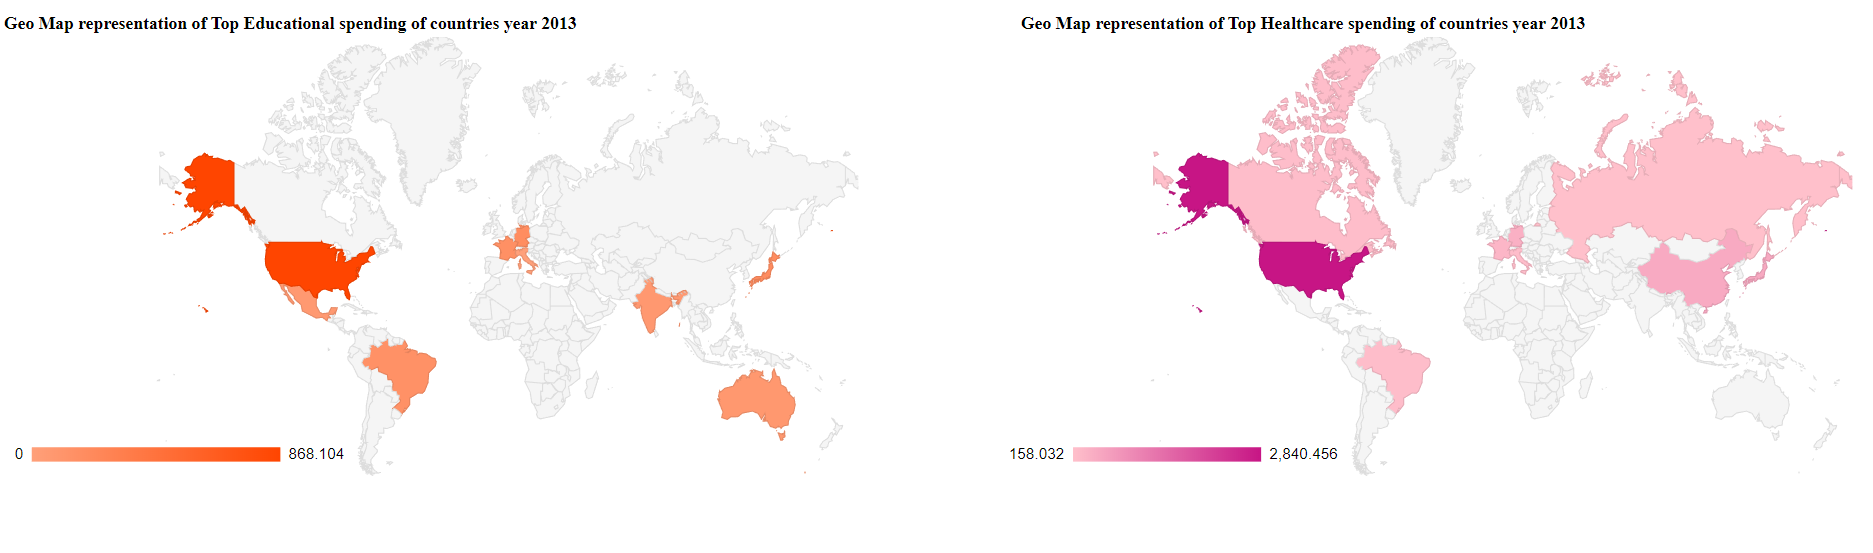 Geo Map representation of Top Educational spending of countries year 2013
0
868.104
Geo Map representation of Top Healthcare spending of countries year 2013
158.032
2,840.456